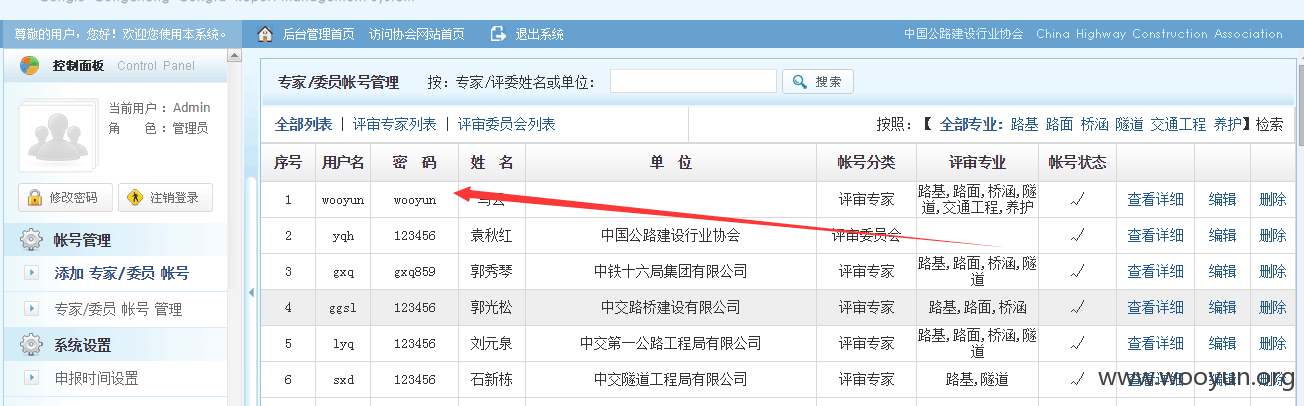 尊敬的用户，您好！欢迎您使用本系统。
后台管理首页 访问协会网站首页 退出系统
中国公路建设行业协会 China Highway Construction Association
控制面板 Control Panel
当前用户：Admin
角 色：管理员
修改密码 注销登录
帐号管理
添加 专家/委员 帐号
专家/委员 帐号 管理
系统设置
申报时间设置
专家/委员帐号管理 按：专家/评委姓名或单位： 搜索
全部列表 | 评审专家列表 | 评审委员会列表
按照：【 全部专业：路基 路面 桥涵 隧道 交通工程 养护】检索
序号 用户名 密 码 姓 名 单 位 帐号分类 评审专业 帐号状态
1 wooyun wooyun 评审专家 路基,路面,桥涵,隧道,交通工程,养护 ✓ 查看详细 编辑 删除
2 yqh 123456 袁秋红 中国公路建设行业协会 评审委员会 ✓ 查看详细 编辑 删除
3 gxq gxq859 郭秀琴 中铁十六局集团有限公司 评审专家 路基,路面,桥涵,隧道 ✓ 查看详细 编辑 删除
4 ggsl 123456 郭光松 中交路桥建设有限公司 评审专家 路基,路面,桥涵 ✓ 查看详细 编辑 删除
5 lyq 123456 刘元泉 中交第一公路工程局有限公司 评审专家 路基,路面,桥涵,隧道 ✓ 查看详细 编辑 删除
6 sxd 123456 石新栋 中交隧道工程局有限公司 评审专家 路基,隧道 ✓ 查看详细 编辑 删除
www.wooyun.org